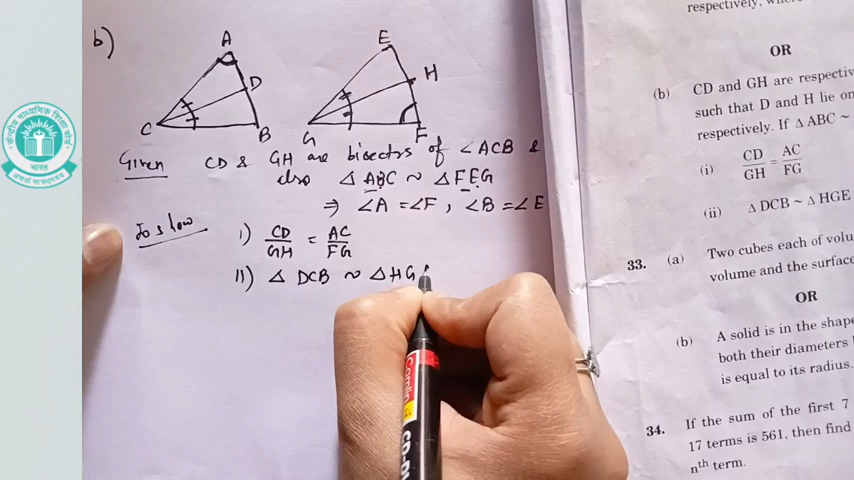 b)
A
D
C
B
E
H
G
F
Given CD & GH are bisectrs of ∠ACB &
also △ ABC ~ △ FEG
⇒ ∠A = ∠F, ∠B = ∠E
To show
i) CD/GH = AC/FG
II) △ DCB ~ △HG
respectively,
OR
(b) CD and GH are respectiv
such that D and H lie on
respectively. If Δ ABC ~
(i) CD/GH = AC/FG
(ii) Δ DCB ~ Δ HGE
33. (a) Two cubes each of volu
volume and the surface
OR
(b) A solid is in the shape
both their diameters
is equal to its radius.
34. If the sum of the first 7
17 terms is 561, then find
nth term.
केन्द्रीय माध्यमिक शिक्षा बोर्ड
भारत